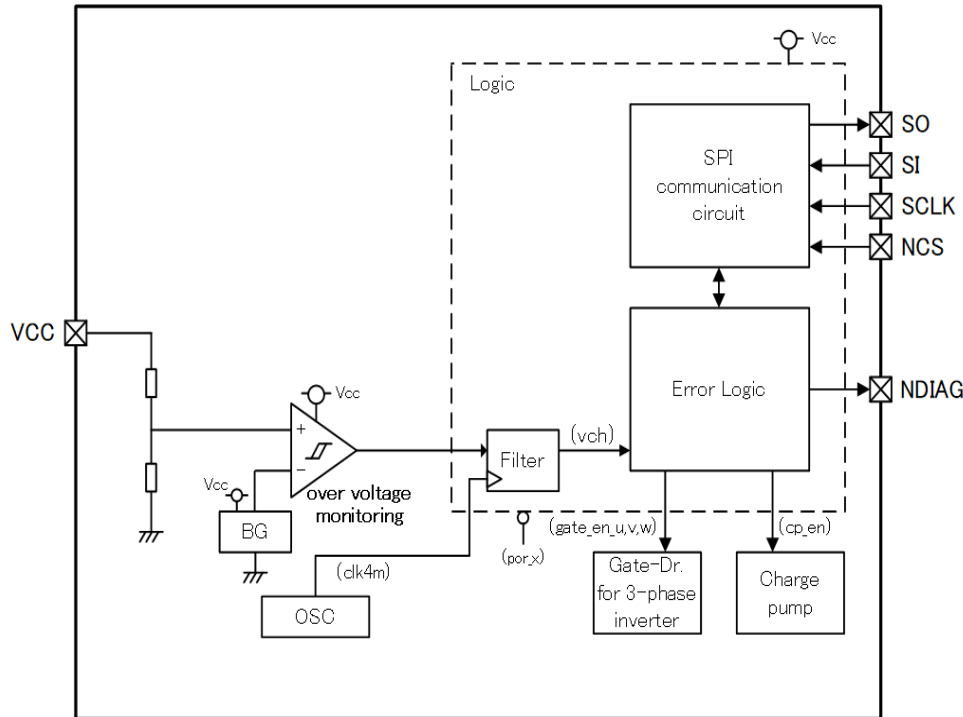 Vcc
Logic
SPI
communication
circuit
SO
SI
SCLK
NCS
VCC
Vcc
+
−
over voltage
monitoring
Filter
(vch)
Error Logic
NDIAG
Vcc
BG
(clk4m)
OSC
(por_x)
(gate_en_u,v,w)
(cp_en)
Gate-Dr.
for 3-phase
inverter
Charge
pump